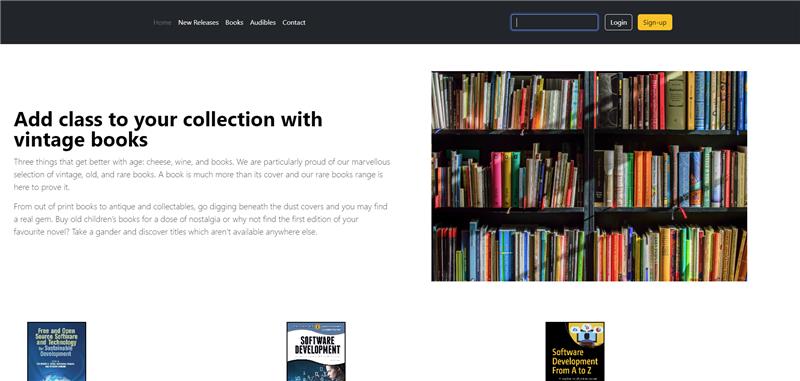 Home New Releases Books Audibles Contact Login Sign-up
Add class to your collection with
vintage books
Three things that get better with age: cheese, wine, and books. We are particularly proud of our marvellous
selection of vintage, old, and rare books. A book is much more than its cover and our rare books range is
here to prove it.
From out of print books to antique and collectables, go digging beneath the dust covers and you may find
a real gem. Buy old children's books for a dose of nostalgia or why not find the first edition of your
favourite novel? Take a gander and discover titles which aren't available anywhere else.
Free and Open
Source Software
and Technology
for Sustainable
Development
SOFTWARE
DEVELOPMENT
Software
Development
From A to Z